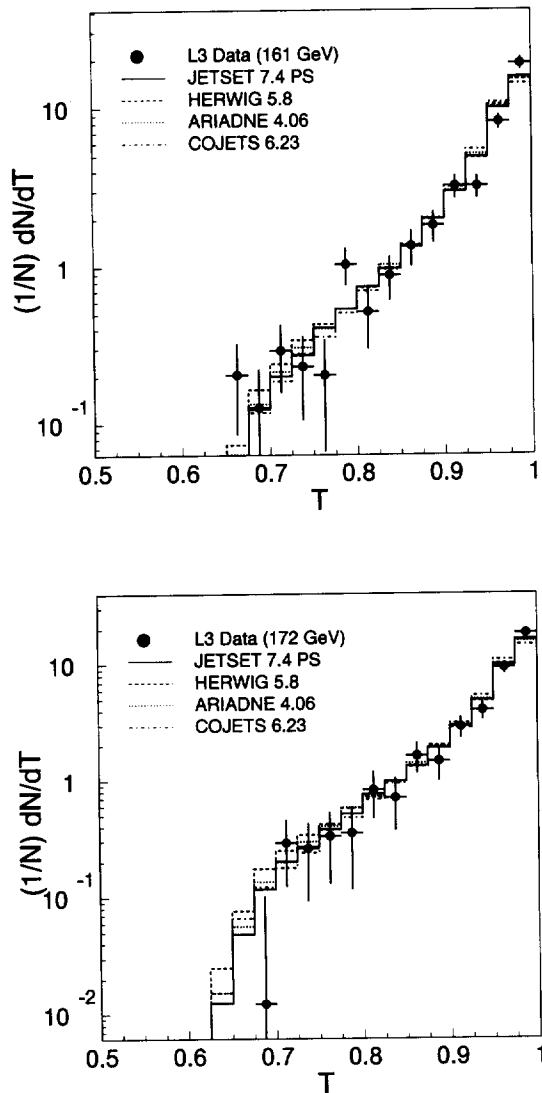 L3 Data (161 GeV)
JETSET 7.4 PS
HERWIG 5.8
ARIADNE 4.06
COJETS 6.23
(1/N) dN/dT
10
1
10-1
0.5 0.6 0.7 0.8 0.9 1
T
L3 Data (172 GeV)
JETSET 7.4 PS
HERWIG 5.8
ARIADNE 4.06
COJETS 6.23
(1/N) dN/dT
10
1
10-1
10-2
0.5 0.6 0.7 0.8 0.9 1
T